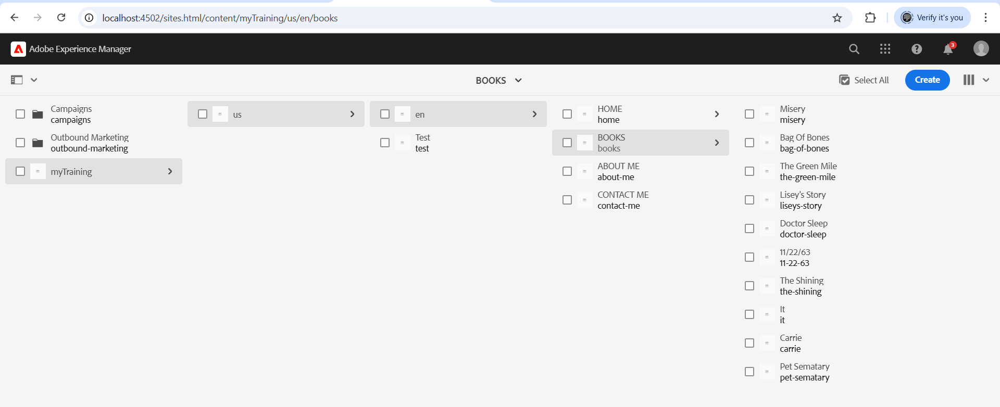 localhost:4502/sites.html/content/myTraining/us/en/books
Verify it's you
Adobe Experience Manager
3
BOOKS
Select All
Create
Campaigns
campaigns
Outbound Marketing
outbound-marketing
myTraining
us
en
Test
test
HOME
home
BOOKS
books
ABOUT ME
about-me
CONTACT ME
contact-me
Misery
misery
Bag Of Bones
bag-of-bones
The Green Mile
the-green-mile
Lisey's Story
liseys-story
Doctor Sleep
doctor-sleep
11/22/63
11-22-63
The Shining
the-shining
It
it
Carrie
carrie
Pet Sematary
pet-sematary